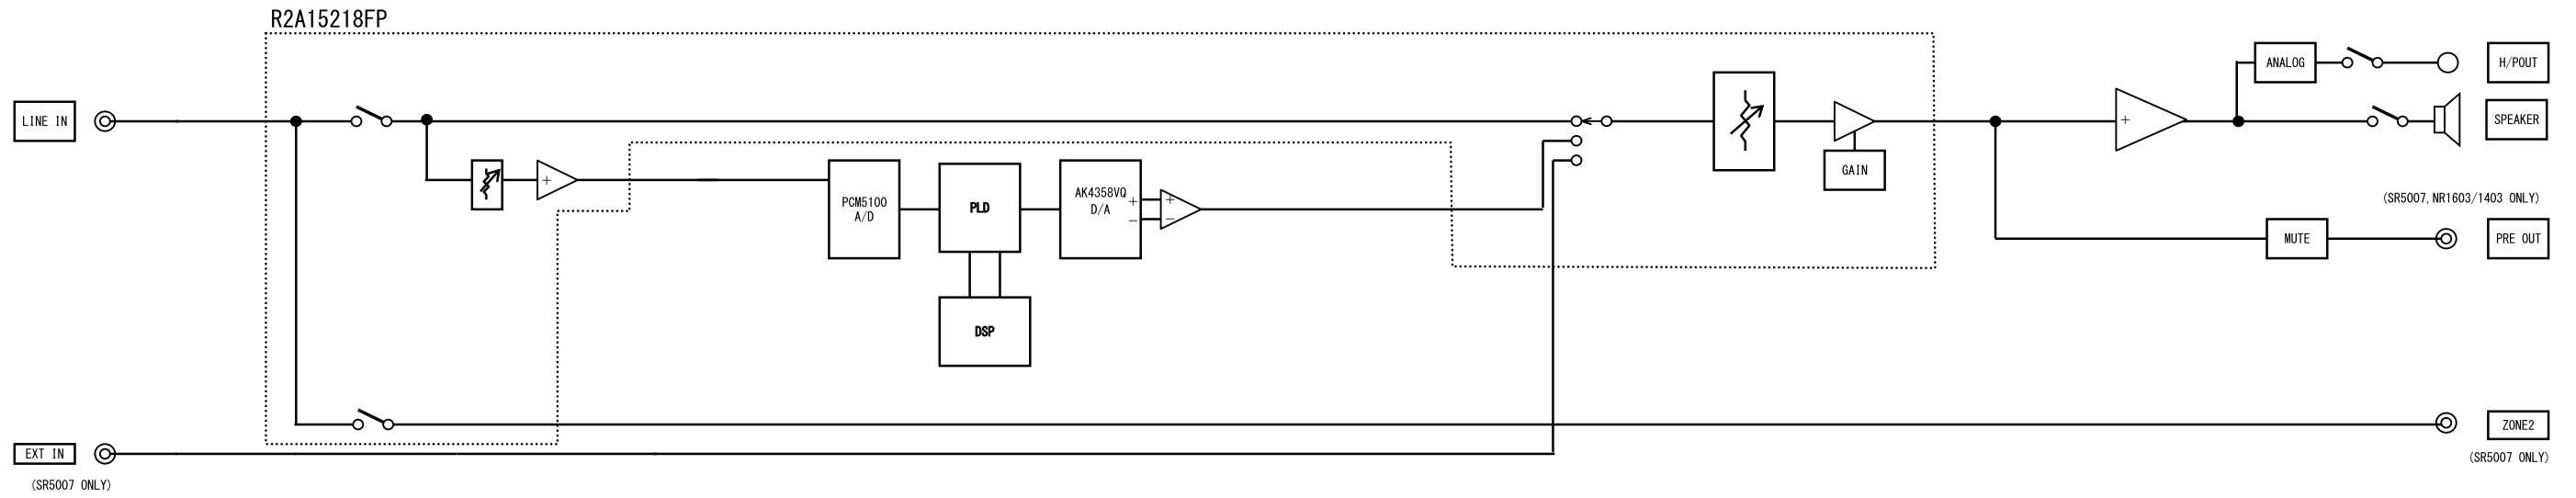 R2A15218FP
LINE IN
ANALOG
H/POUT
SPEAKER
GAIN
PCM5100
A/D
PLD
AK4358VQ
D/A
+
−
+
−
+
+
(SR5007,NR1603/1403 ONLY)
MUTE
PRE OUT
DSP
ZONE2
(SR5007 ONLY)
EXT IN
(SR5007 ONLY)